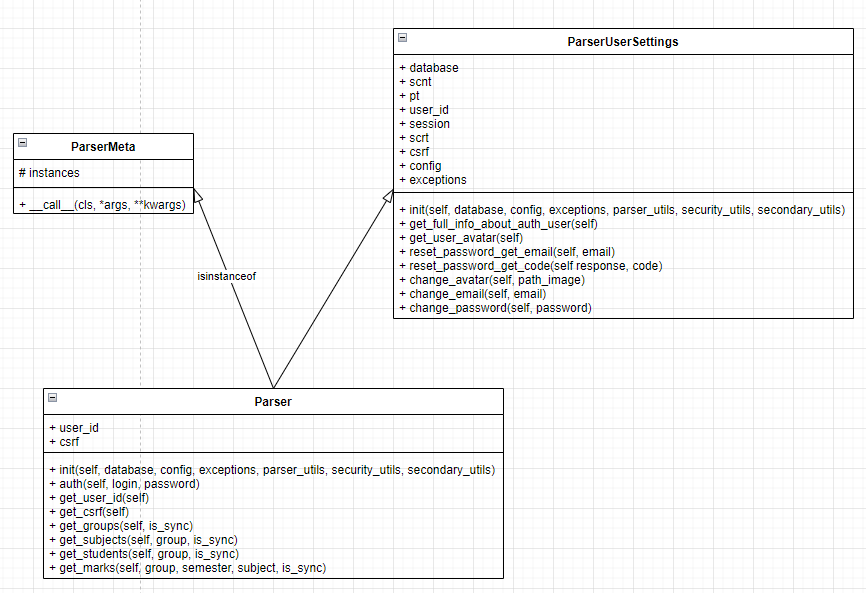 ParserUserSettings
+ database
+ scnt
+ pt
+ user_id
+ session
+ scrt
+ csrf
+ config
+ exceptions
+ init(self, database, config, exceptions, parser_utils, security_utils, secondary_utils)
+ get_full_info_about_auth_user(self)
+ get_user_avatar(self)
+ reset_password_get_email(self, email)
+ reset_password_get_code(self response, code)
+ change_avatar(self, path_image)
+ change_email(self, email)
+ change_password(self, password)
ParserMeta
# instances
+ __call__(cls, *args, **kwargs)
isinstanceof
Parser
+ user_id
+ csrf
+ init(self, database, config, exceptions, parser_utils, security_utils, secondary_utils)
+ auth(self, login, password)
+ get_user_id(self)
+ get_csrf(self)
+ get_groups(self, is_sync)
+ get_subjects(self, group, is_sync)
+ get_students(self, group, is_sync)
+ get_marks(self, group, semester, subject, is_sync)